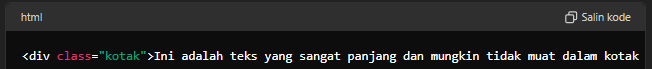 html
Salin kode
<div class="kotak">Ini adalah teks yang sangat panjang dan mungkin tidak muat dalam kotak